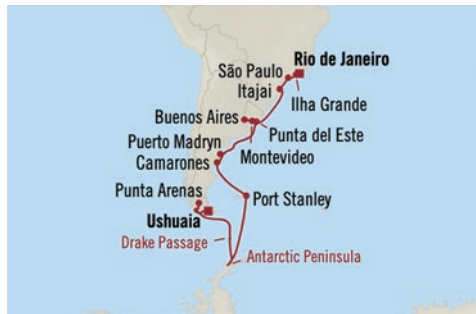 Rio de Janeiro
São Paulo
Itajai
Ilha Grande
Buenos Aires
Punta del Este
Puerto Madryn
Montevideo
Camarones
Punta Arenas
Port Stanley
Ushuaia
Drake Passage
Antarctic Peninsula